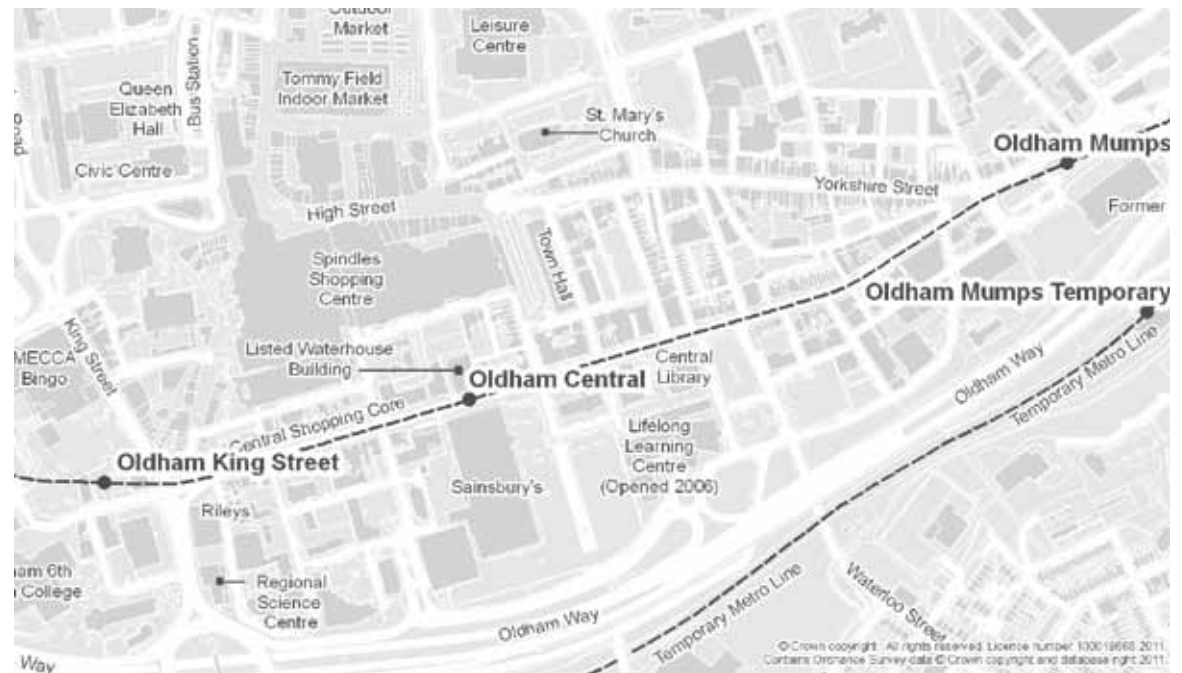 Outdoor
Market
Leisure
Centre
Queen
Elizabeth
Hall
Bus Station
Tommy Field
Indoor Market
St. Mary's
Church
Oldham Mumps
Road
Civic Centre
Yorkshire Street
High Street
Former
Town Hall
Spindles
Shopping
Centre
Oldham Mumps Temporary
King Street
MECCA
Bingo
Listed Waterhouse
Building
Oldham Central
Central
Library
Oldham Way
Temporary Metro Line
Central Shopping Core
Oldham King Street
Lifelong
Learning
Centre
(Opened 2006)
Sainsbury's
Rileys
am 6th
College
Regional
Science
Centre
Oldham Way
Temporary Metro Line
Waterloo Street
Way
© Crown copyright. All rights reserved. Licence number 100019668 2011.
Contains Ordnance Survey data © Crown copyright and database right 2011.